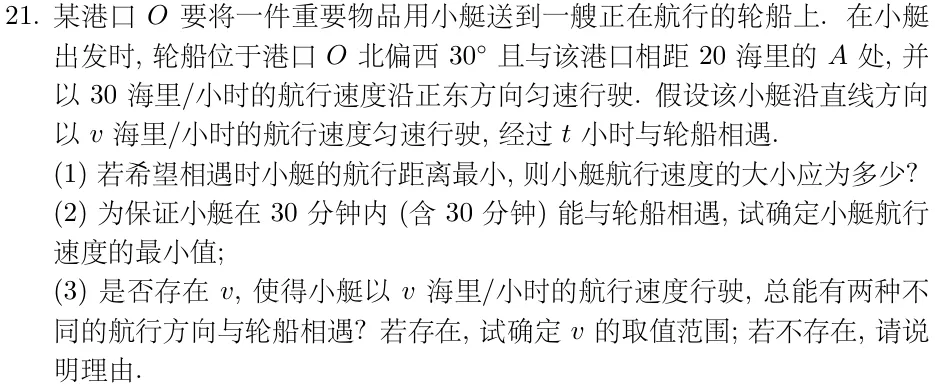 21. 某港口 O 要将一件重要物品用小艇送到一艘正在航行的轮船上. 在小艇
出发时, 轮船位于港口 O 北偏西 30° 且与该港口相距 20 海里的 A 处, 并
以 30 海里/小时的航行速度沿正东方向匀速行驶. 假设该小艇沿直线方向
以 v 海里/小时的航行速度匀速行驶, 经过 t 小时与轮船相遇.
(1) 若希望相遇时小艇的航行距离最小, 则小艇航行速度的大小应为多少?
(2) 为保证小艇在 30 分钟内 (含 30 分钟) 能与轮船相遇, 试确定小艇航行
速度的最小值;
(3) 是否存在 v, 使得小艇以 v 海里/小时的航行速度行驶, 总能有两种不
同的航行方向与轮船相遇? 若存在, 试确定 v 的取值范围; 若不存在, 请说
明理由.